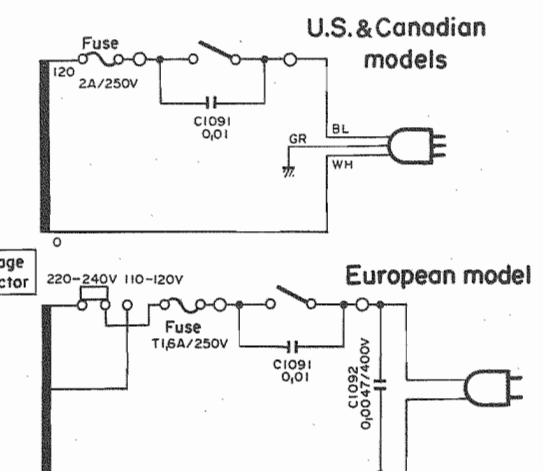 U.S. & Canadian
models
Fuse
120
2A/250V
C1091
0,01
GR
BL
WH
0
age
ctor
220-240V 110-120V
European model
Fuse
T1,6A/250V
C1091
0,01
C1092
0,0047/400V